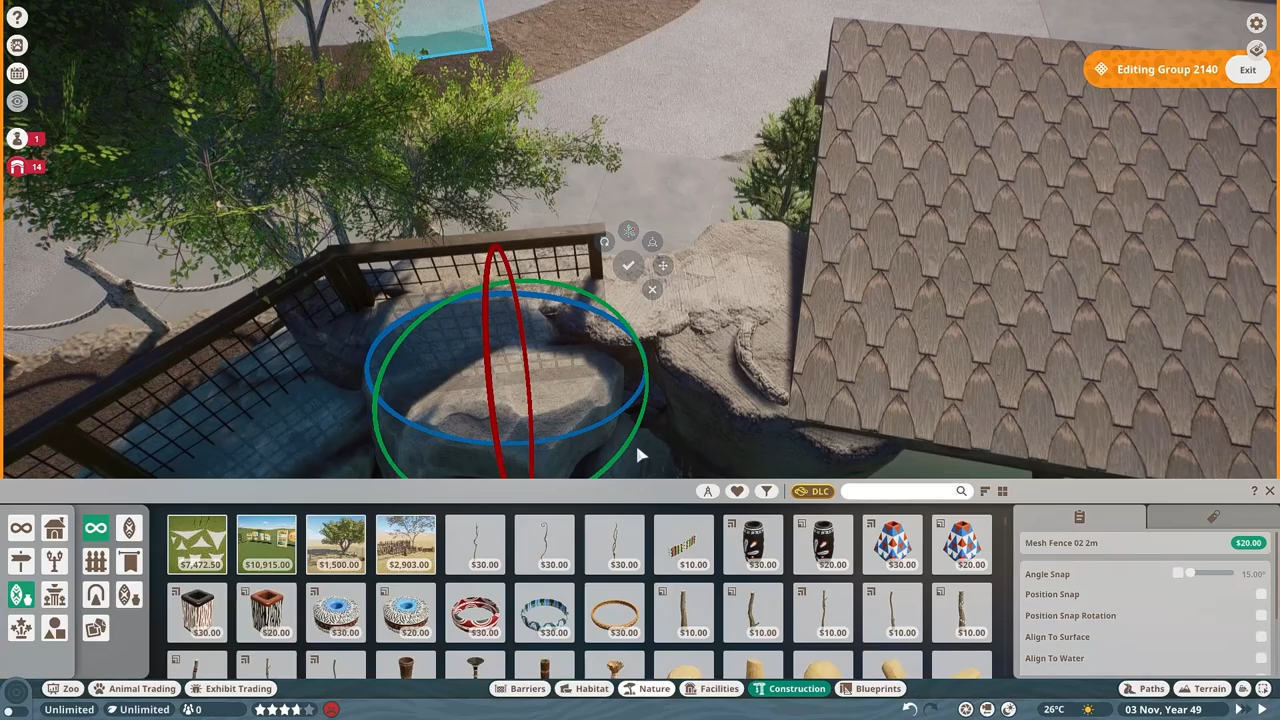 ?
Editing Group 2140
Exit
1
14
DLC
?
$7,472.50
$10,915.00
$1,500.00
$2,903.00
$30.00
$30.00
$30.00
$10.00
$30.00
$20.00
$30.00
$20.00
Mesh Fence 02 2m
$20.00
Angle Snap
15.00°
Position Snap
Position Snap Rotation
Align To Surface
Align To Water
$30.00
$20.00
$30.00
$20.00
$30.00
$30.00
$30.00
$10.00
$10.00
$10.00
$10.00
$10.00
Zoo
Animal Trading
Exhibit Trading
Barriers
Habitat
Nature
Facilities
Construction
Blueprints
Paths
Terrain
Unlimited
Unlimited
0
26°C
03 Nov, Year 49